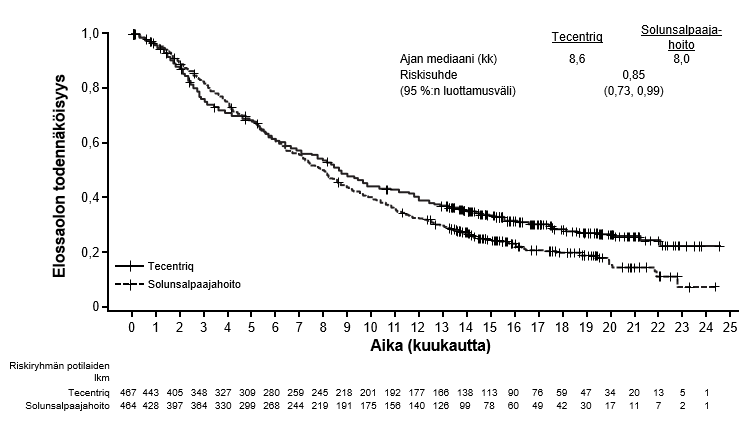 Elossaolon todennäköisyys
1,0
0,8
0,6
0,4
0,2
0
Tecentriq Solunsalpaaja-
hoito
Ajan mediaani (kk) 8,6 8,0
Riskisuhde 0,85
(95 %:n luottamusväli) (0,73, 0,99)
Tecentriq
Solunsalpaajahoito
0 1 2 3 4 5 6 7 8 9 10 11 12 13 14 15 16 17 18 19 20 21 22 23 24 25
Aika (kuukautta)
Riskiryhmän potilaiden
lkm
Tecentriq 467 443 405 348 327 309 280 259 245 218 201 192 177 166 138 113 90 76 59 47 34 20 13 5 1
Solunsalpaajahoito 464 428 397 364 330 299 268 244 219 191 175 156 140 126 99 78 60 49 42 30 17 11 7 2 1